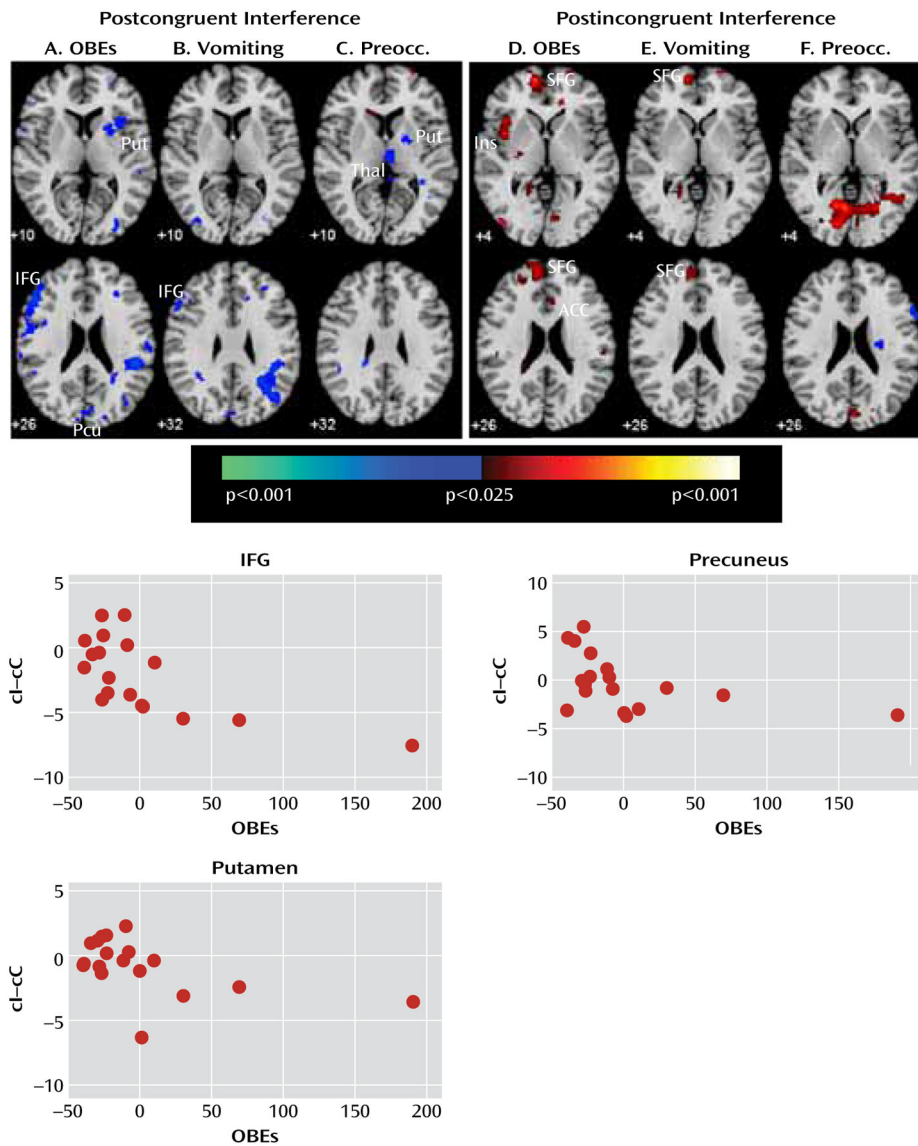 Postcongruent Interference
Postincongruent Interference
A. OBEs
B. Vomiting
C. Preocc.
D. OBEs
E. Vomiting
F. Preocc.
Put
+10
+10
Thal
Put
+10
SFG
Ins
+4
SFG
+4
+4
IFG
Pcu
+26
IFG
+32
+32
SFG
ACC
+26
SFG
+26
+26
p<0.001
p<0.025
p<0.001
IFG
5
0
−5
−10
cI-cC
−50
0
50
100
150
200
OBEs
Precuneus
10
5
0
−5
−10
cI-cC
−50
0
50
100
150
OBEs
Putamen
5
0
−5
−10
cI-cC
−50
0
50
100
150
200
OBEs